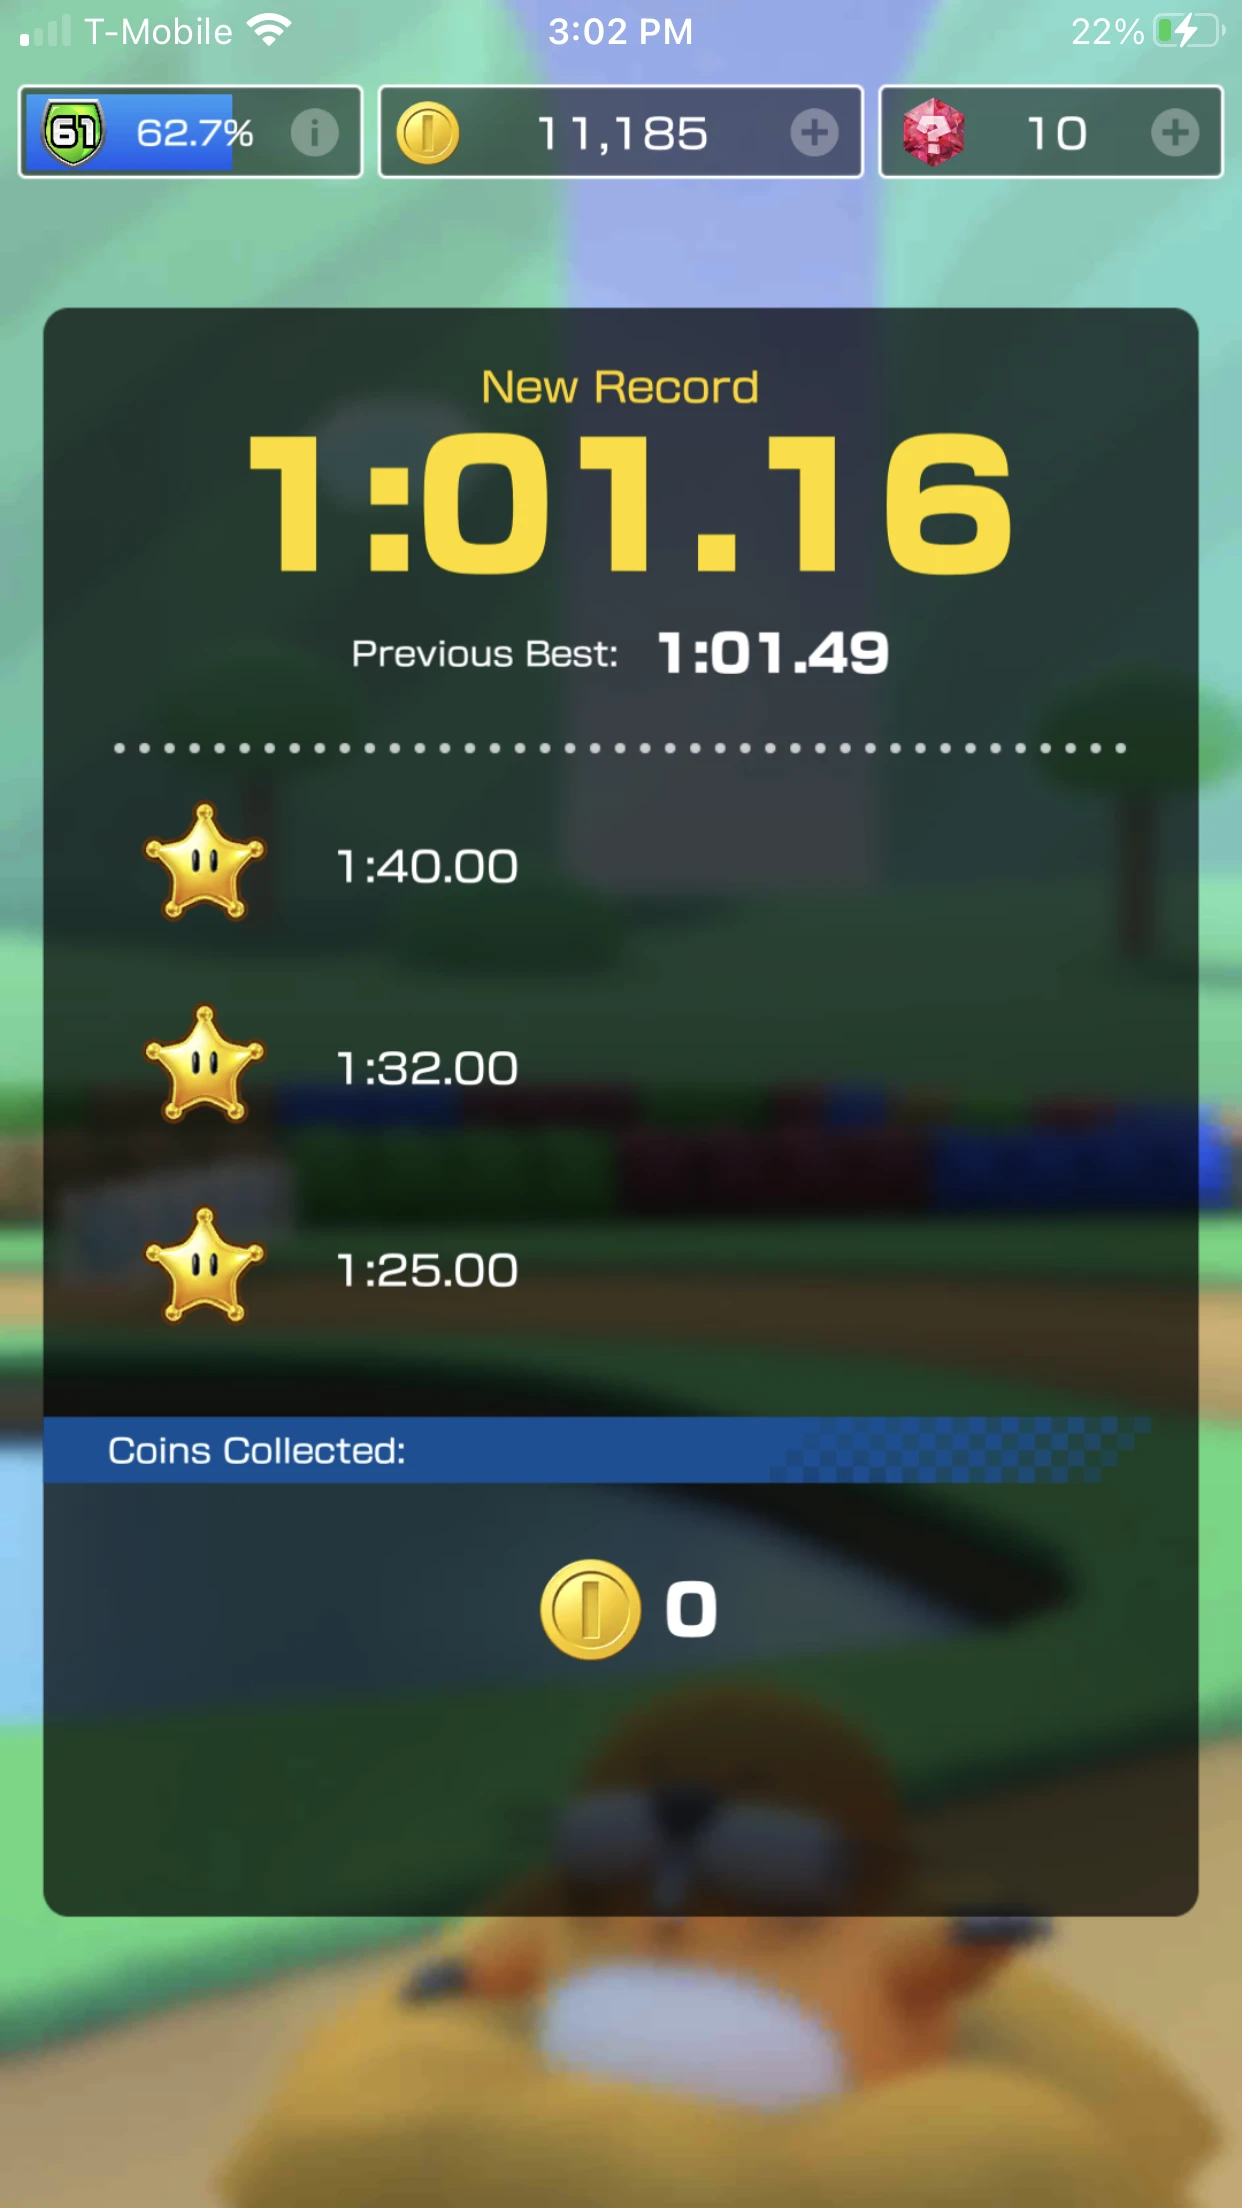 T-Mobile 3:02 PM 22%
61 62.7% i 11,185 + ? 10 +
New Record
1:01.16
Previous Best: 1:01.49
1:40.00
1:32.00
1:25.00
Coins Collected:
0